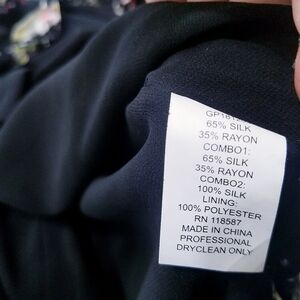 65% SILK
35% RAYON
COMBO1:
65% SILK
35% RAYON
COMBO2:
100% SILK
LINING:
100% POLYESTER
RN 118587
MADE IN CHINA
PROFESSIONAL
DRYCLEAN ONLY